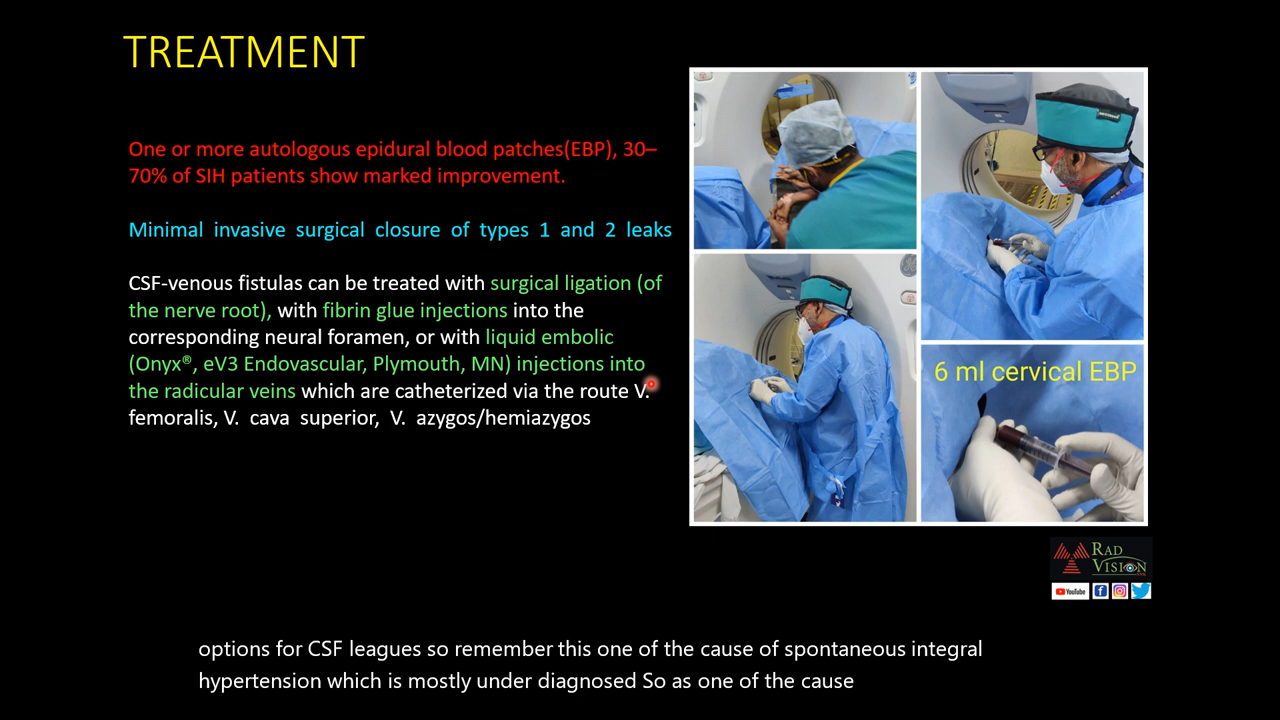 TREATMENT
One or more autologous epidural blood patches(EBP), 30–
70% of SIH patients show marked improvement.
Minimal invasive surgical closure of types 1 and 2 leaks
CSF-venous fistulas can be treated with surgical ligation (of
the nerve root), with fibrin glue injections into the
corresponding neural foramen, or with liquid embolic
(Onyx®, eV3 Endovascular, Plymouth, MN) injections into
the radicular veins which are catheterized via the route V.
femoralis, V. cava superior, V. azygos/hemiazygos
6 ml cervical EBP
RAD
VISION
YouTube
options for CSF leagues so remember this one of the cause of spontaneous integral
hypertension which is mostly under diagnosed So as one of the cause